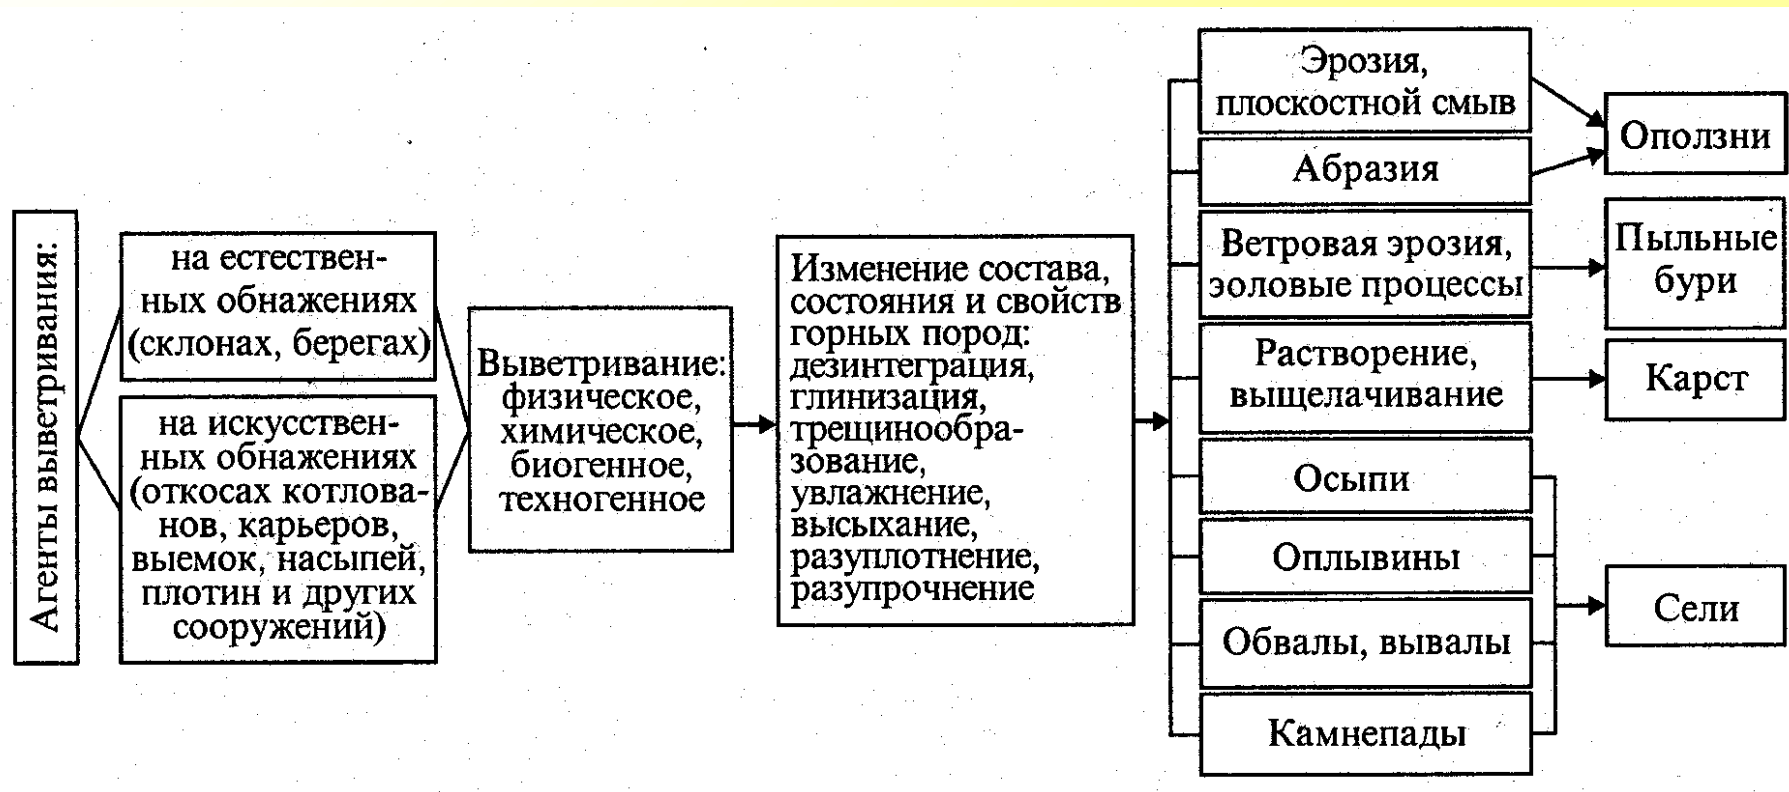 Агенты выветривания:
на естествен-
ных обнажениях
(склонах, берегах)
на искусствен-
ных обнажениях
(откосах котлова-
нов, карьеров,
выемок, насыпей,
плотин и других
сооружений)
Выветривание:
физическое,
химическое,
биогенное,
техногенное
Изменение состава,
состояния и свойств
горных пород:
дезинтеграция,
глинизация,
трещинообра-
зование,
увлажнение,
высыхание,
разуплотнение,
разупрочнение
Эрозия,
плоскостной смыв
Абразия
Ветровая эрозия,
эоловые процессы
Растворение,
выщелачивание
Осыпи
Оплывины
Обвалы, вывалы
Камнепады
Оползни
Пыльные
бури
Карст
Сели